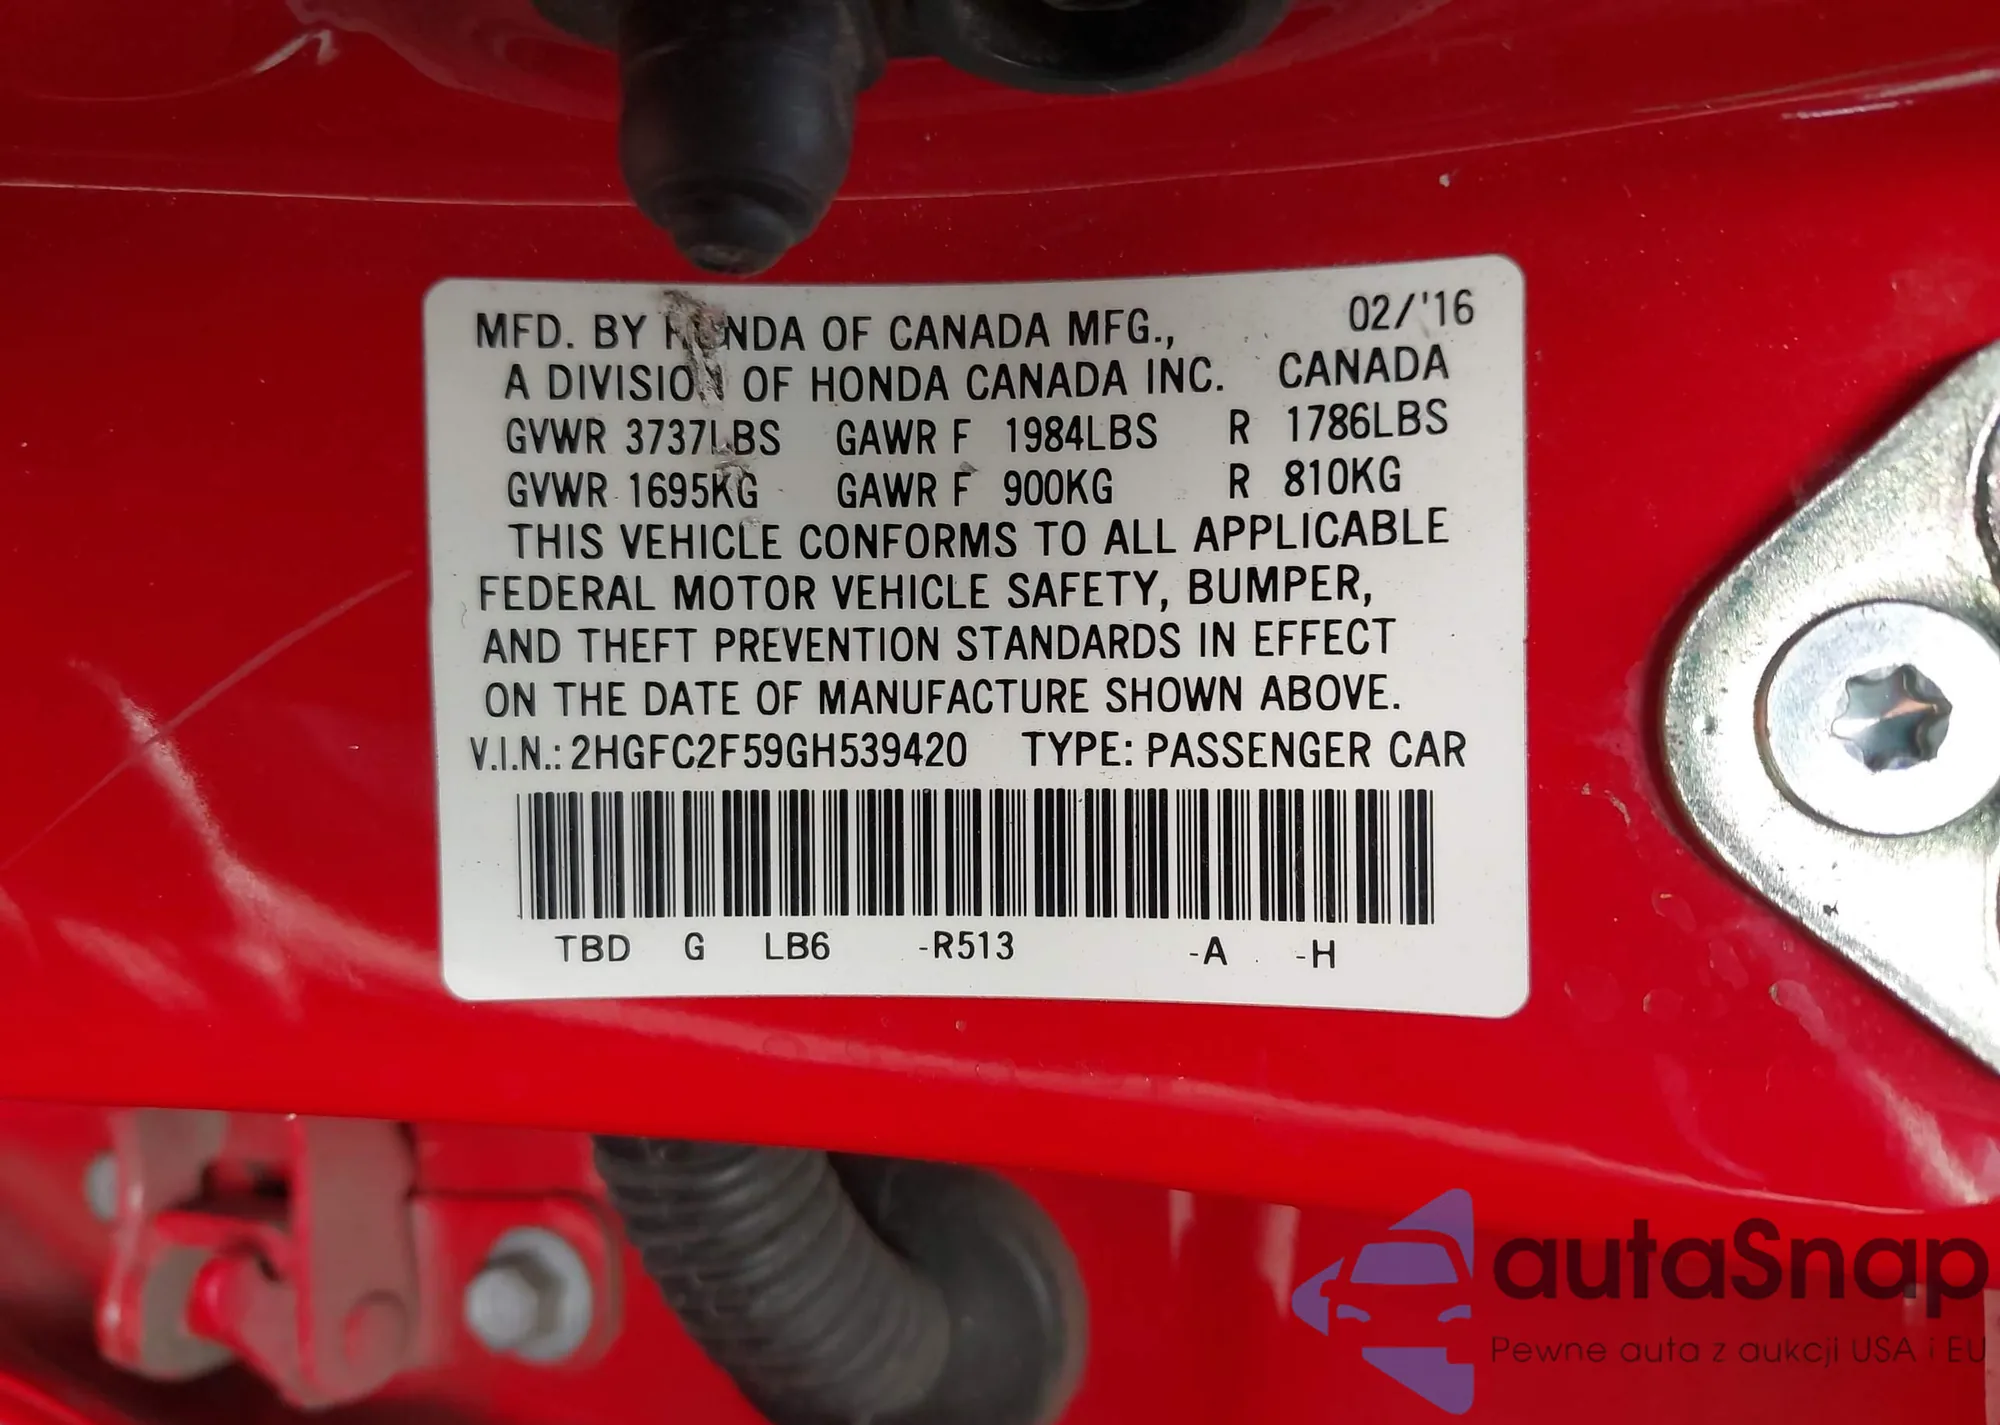 MFD. BY HONDA OF CANADA MFG., 02/'16
A DIVISION OF HONDA CANADA INC. CANADA
GVWR 3737LBS GAWR F 1984LBS R 1786LBS
GVWR 1695KG GAWR F 900KG R 810KG
THIS VEHICLE CONFORMS TO ALL APPLICABLE
FEDERAL MOTOR VEHICLE SAFETY, BUMPER,
AND THEFT PREVENTION STANDARDS IN EFFECT
ON THE DATE OF MANUFACTURE SHOWN ABOVE.
V.I.N.: 2HGFC2F59GH539420 TYPE: PASSENGER CAR
TBD G LB6 -R513 -A -H
autaSnap
Pewne auta z aukcji USA i EU